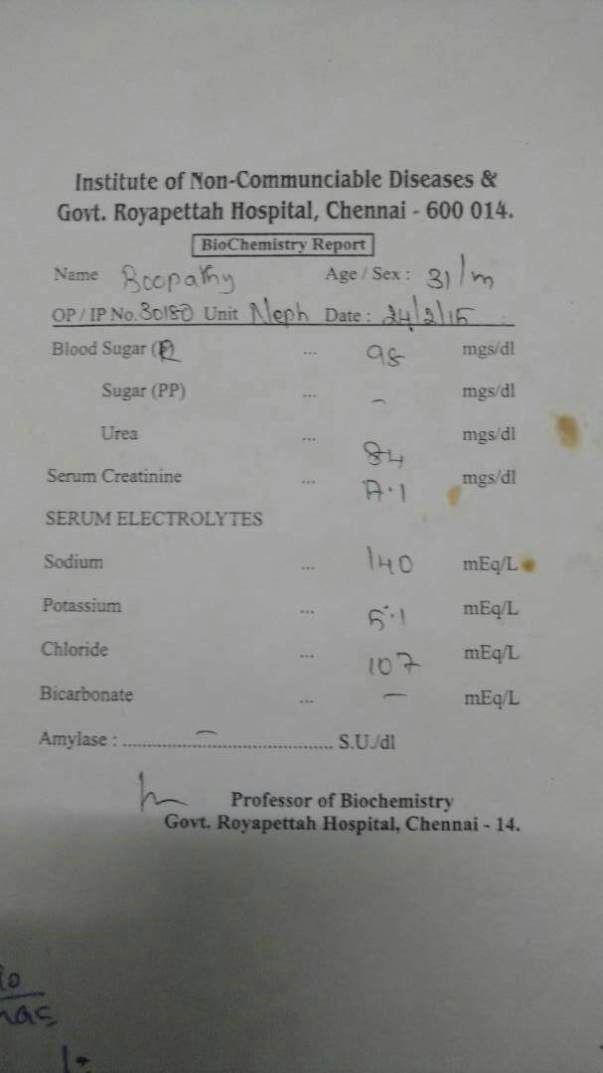 Institute of Non-Communciable Diseases &
Govt. Royapettah Hospital, Chennai - 600 014.
BioChemistry Report
Name Boopathy Age / Sex : 31/m
OP / IP No. 30180 Unit Neph Date : 24/2/15
Blood Sugar (R ... 98 mgs/dl
Sugar (PP) ... - mgs/dl
Urea ... 84 mgs/dl
Serum Creatinine ... 7.1 mgs/dl
SERUM ELECTROLYTES
Sodium ... 140 mEq/L
Potassium ... 5.1 mEq/L
Chloride ... 107 mEq/L
Bicarbonate ... - mEq/L
Amylase : ........................................ S.U./dl
Professor of Biochemistry
Govt. Royapettah Hospital, Chennai - 14.